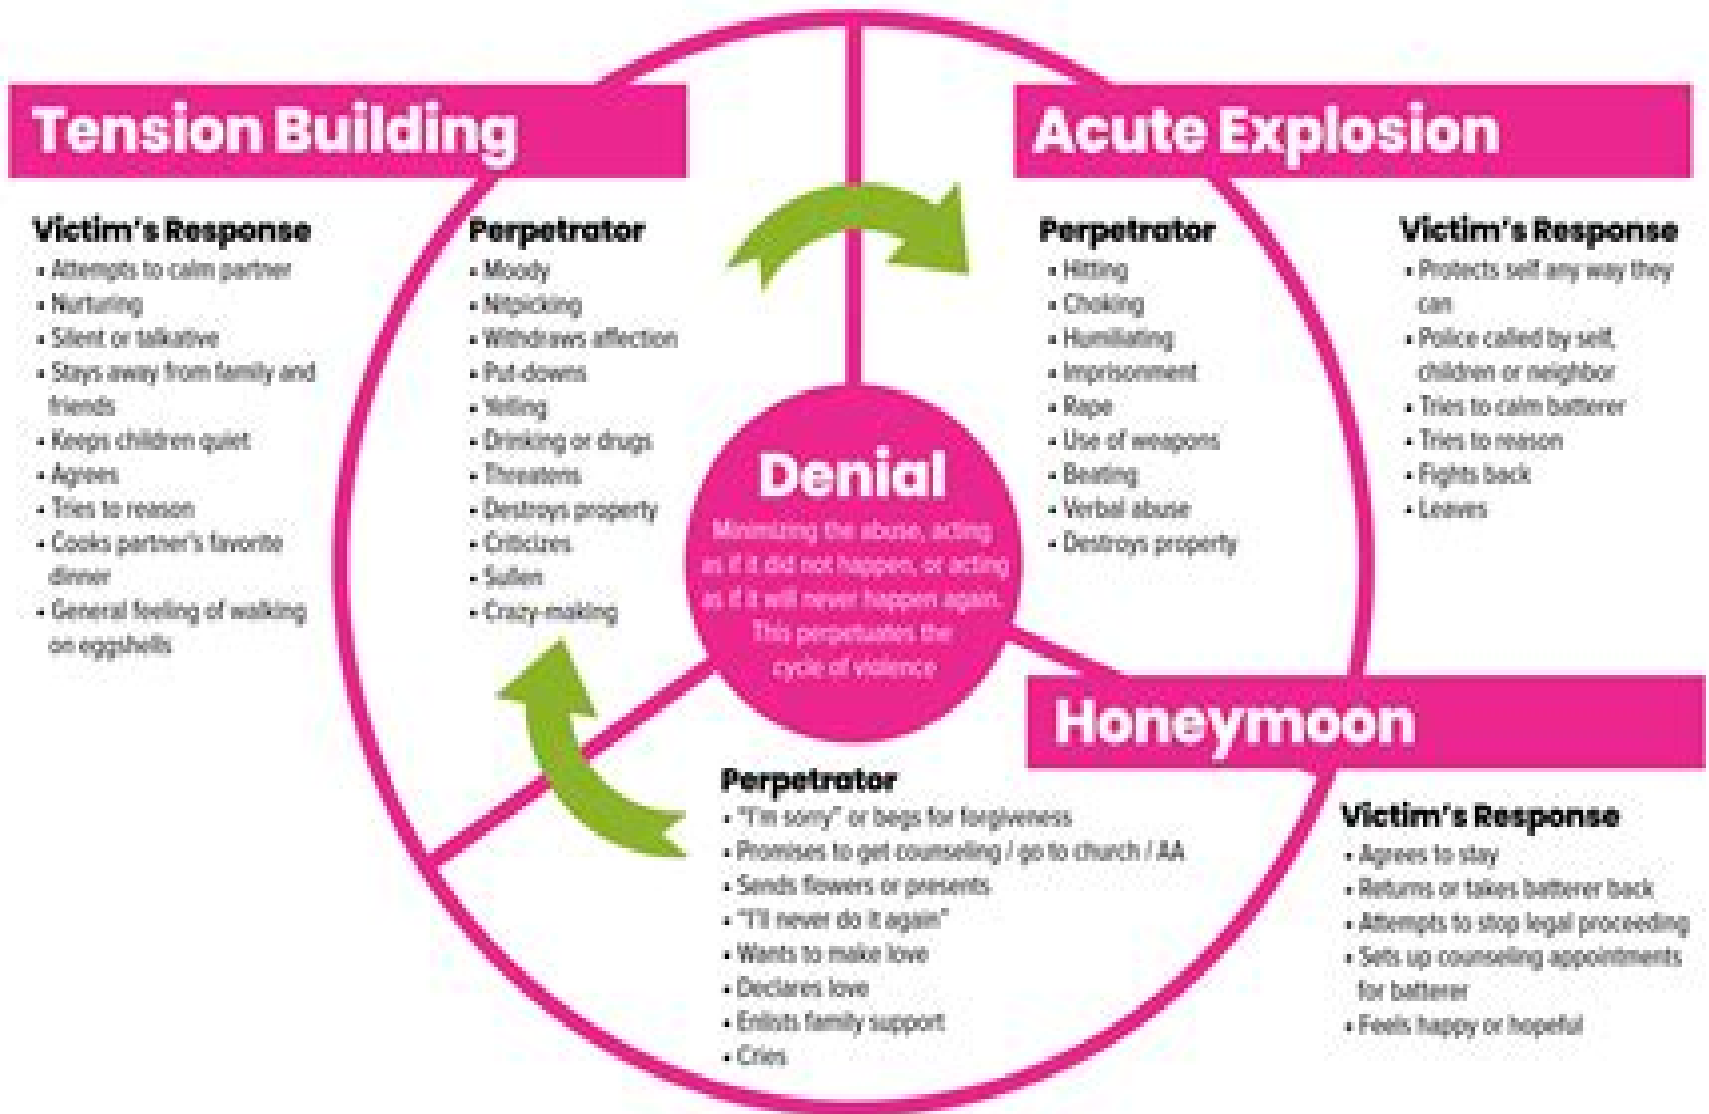 Tension Building
Victim's Response
• Attempts to calm partner
• Nurturing
• Silent or talkative
• Stays away from family and
friends
• Keeps children quiet
• Agrees
• Tries to reason
• Cooks partner's favorite
dinner
• General feeling of walking
on eggshells
Perpetrator
• Moody
• Nitpicking
• Withdraws affection
• Put-downs
• Yelling
• Drinking or drugs
• Threatens
• Destroys property
• Criticizes
• Sullen
• Crazy-making
Acute Explosion
Perpetrator
• Hitting
• Choking
• Humiliating
• Imprisonment
• Rape
• Use of weapons
• Beating
• Verbal abuse
• Destroys property
Victim's Response
• Protects self any way they
can
• Police called by self,
children or neighbor
• Tries to calm batterer
• Tries to reason
• Fights back
• Leaves
Denial
Minimizing the abuse, acting
as if it did not happen, or acting
as if it will never happen again.
This perpetuates the
cycle of violence
Honeymoon
Perpetrator
• "I'm sorry" or begs for forgiveness
• Promises to get counseling / go to church / AA
• Sends flowers or presents
• "I'll never do it again"
• Wants to make love
• Declares love
• Enlists family support
• Cries
Victim's Response
• Agrees to stay
• Returns or takes batterer back
• Attempts to stop legal proceeding
• Sets up counseling appointments
for batterer
• Feels happy or hopeful